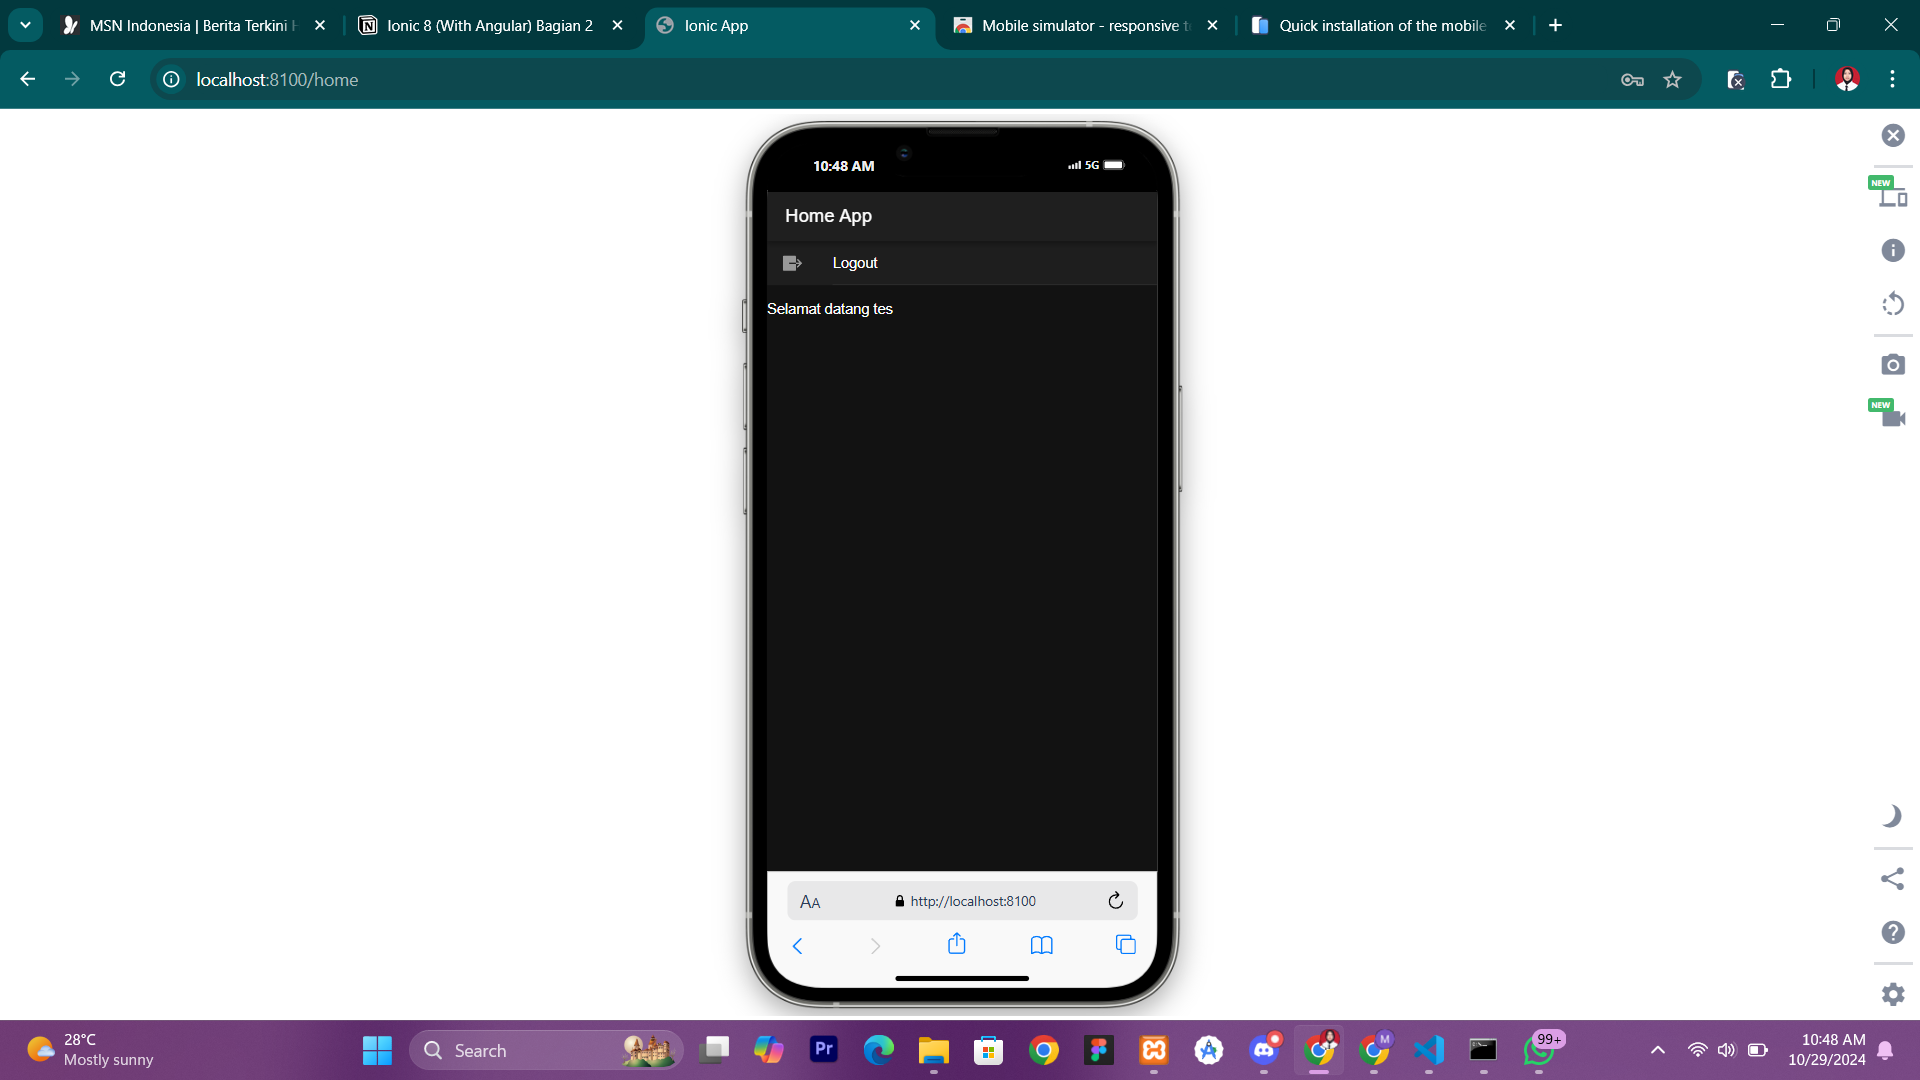 MSN Indonesia | Berita Terkini
Ionic 8 (With Angular) Bagian 2
Ionic App
Mobile simulator - responsive
Quick installation of the mobile
localhost:8100/home
10:48 AM
5G
Home App
Logout
Selamat datang tes
AA
http://localhost:8100
NEW
NEW
28°C
Mostly sunny
Search
Pr
M
99+
10:48 AM
10/29/2024